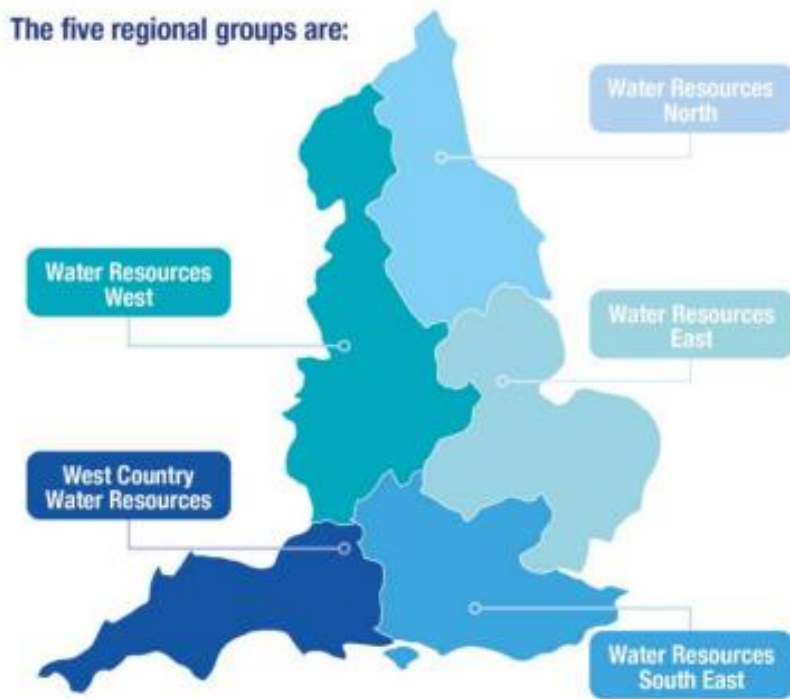 The five regional groups are:
Water Resources
North
Water Resources
West
Water Resources
East
West Country
Water Resources
Water Resources
South East